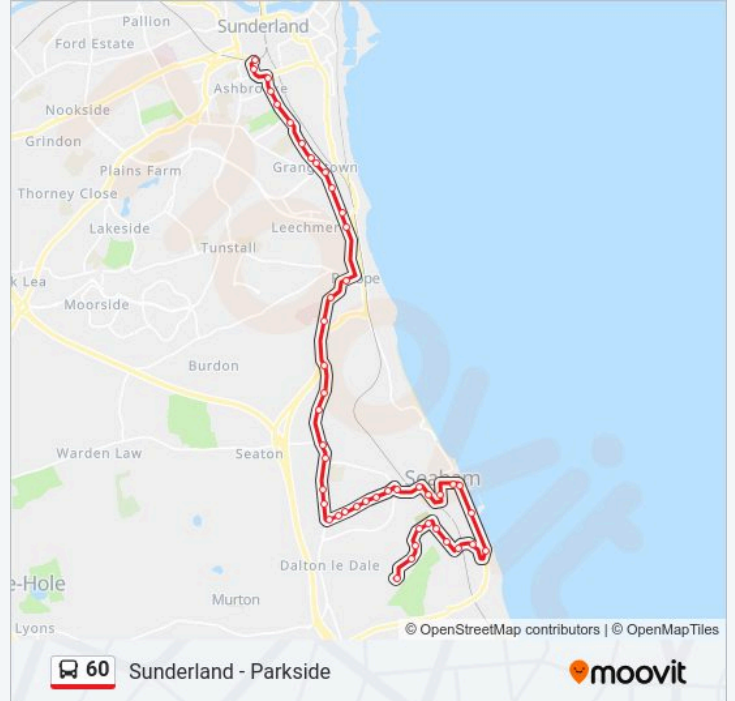 Pallion
Sunderland
Ford Estate
Ashbrooke
Nookside
Grindon
Grangetown
Plains Farm
Thorney Close
Lakeside
Leechmere
Tunstall
k Lea
Ryhope
Moorside
Burdon
Warden Law
Seaton
Seaham
Dalton le Dale
e-Hole
Murton
Lyons
© OpenStreetMap contributors | © OpenMapTiles
60 Sunderland - Parkside
moovit